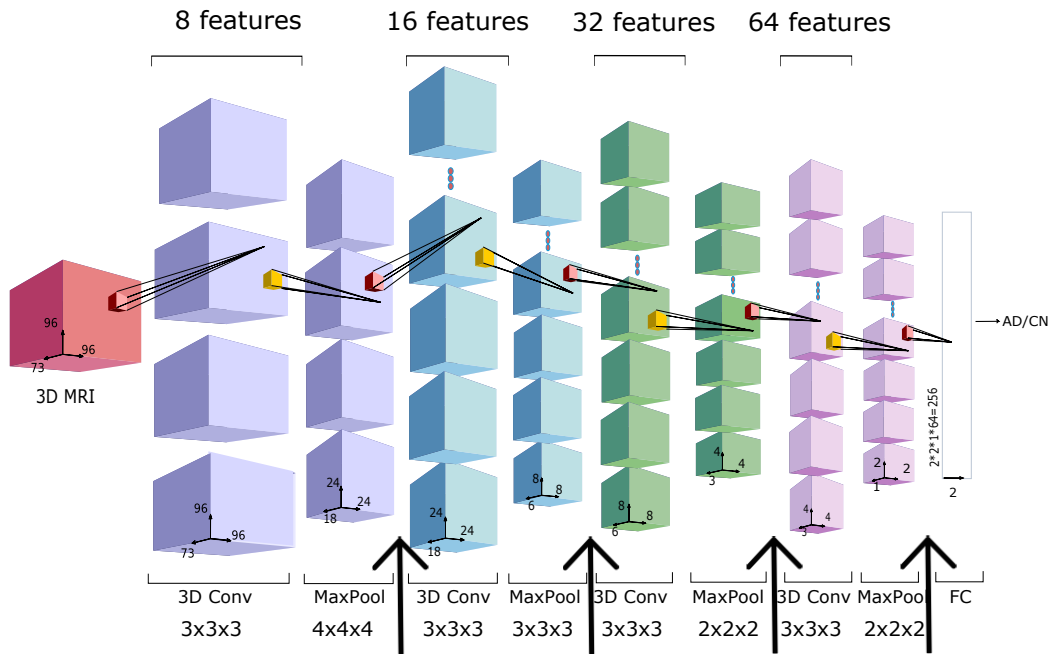 8 features
16 features
32 features
64 features
96
96
73
3D MRI
96
96
73
24
24
18
24
24
18
8
8
6
8
8
6
4
4
3
4
4
3
2
2
1
2*2*1*64=256
2
AD/CN
3D Conv
MaxPool
3D Conv
MaxPool
3D Conv
MaxPool
3D Conv
MaxPool
FC
3x3x3
4x4x4
3x3x3
3x3x3
3x3x3
2x2x2
3x3x3
2x2x2